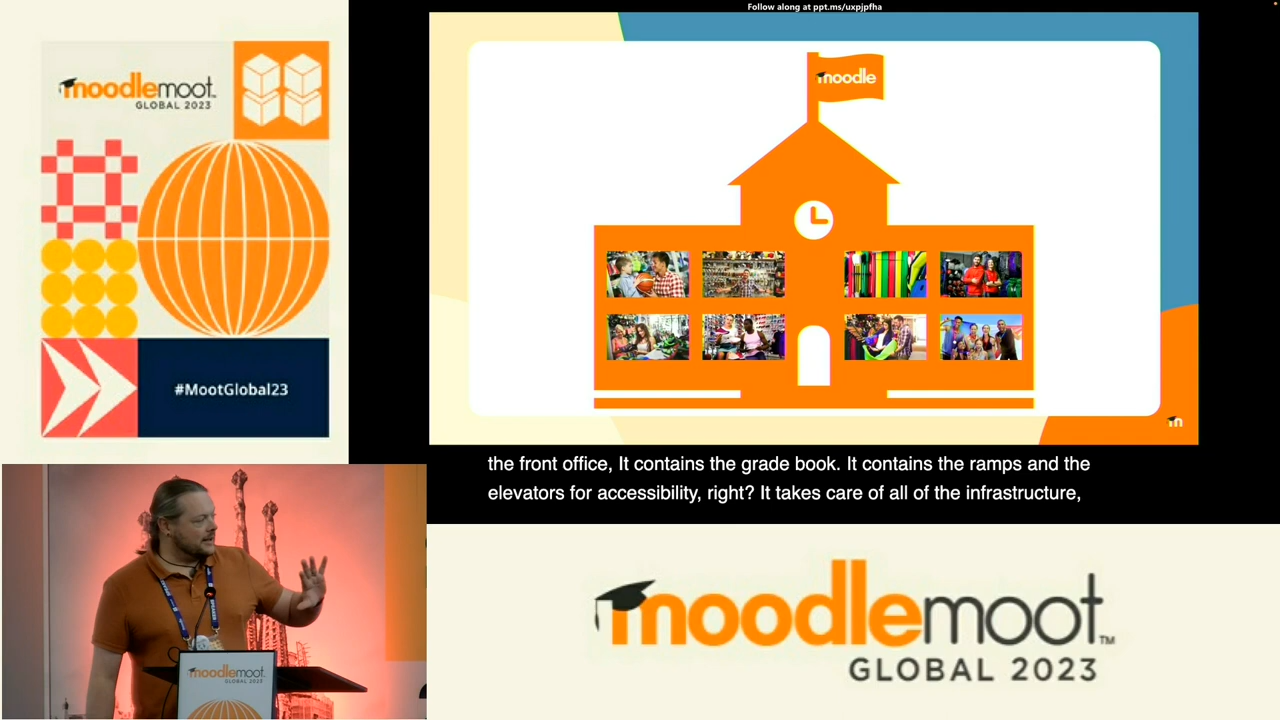 Follow along at ppt.ms/uxpjpfha
moodlemoot™
GLOBAL 2023
moodle
#MootGlobal23
m
the front office, It contains the grade book. It contains the ramps and the
elevators for accessibility, right? It takes care of all of the infrastructure,
moodlemoot
GLOBAL 2023
moodlemoot™
GLOBAL 2023